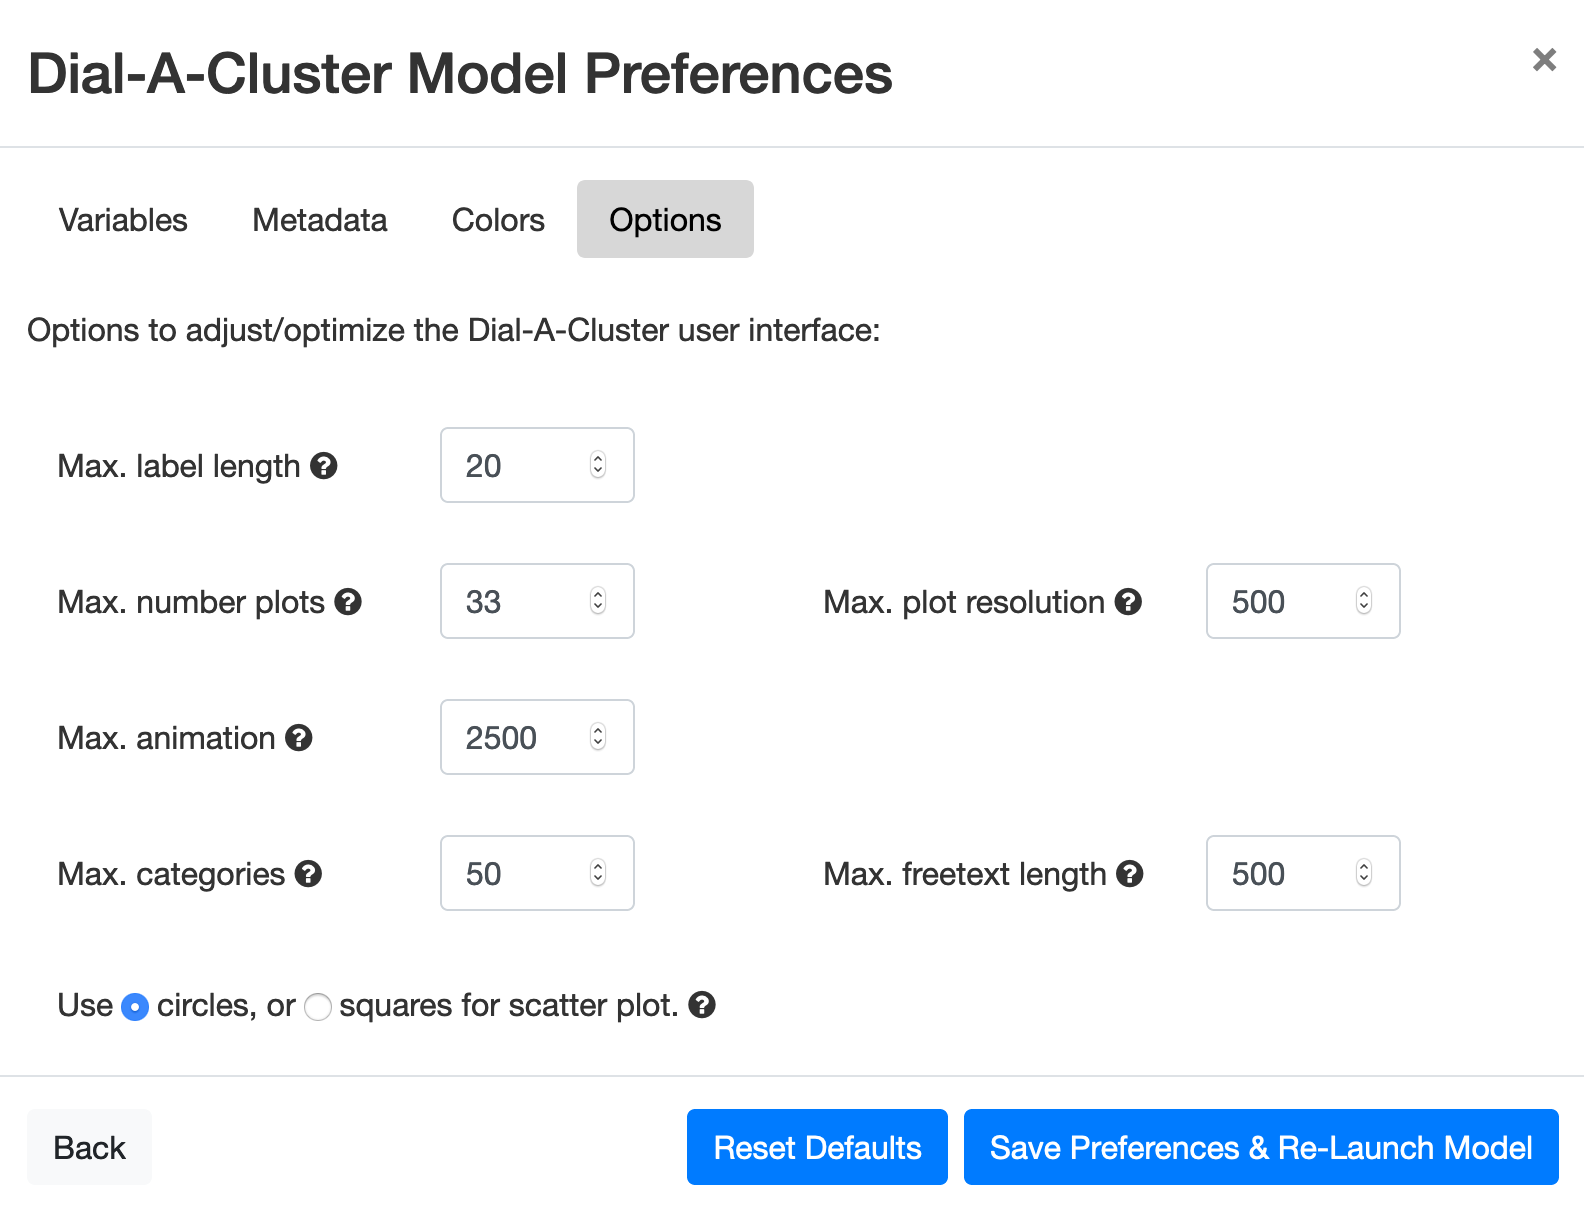 Dial-A-Cluster Model Preferences
Variables Metadata Colors Options
Options to adjust/optimize the Dial-A-Cluster user interface:
Max. label length 20
Max. number plots 33 Max. plot resolution 500
Max. animation 2500
Max. categories 50 Max. freetext length 500
Use circles, or squares for scatter plot.
Back Reset Defaults Save Preferences & Re-Launch Model